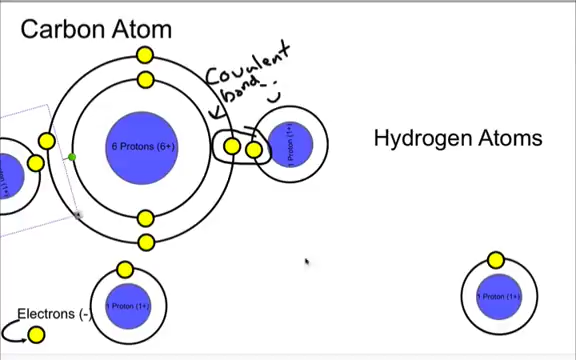 Carbon Atom
Covalent
bond
6 Protons (6+)
1 Proton (1+)
Hydrogen Atoms
Electrons (-)
1 Proton (1+)
1 Proton (1+)